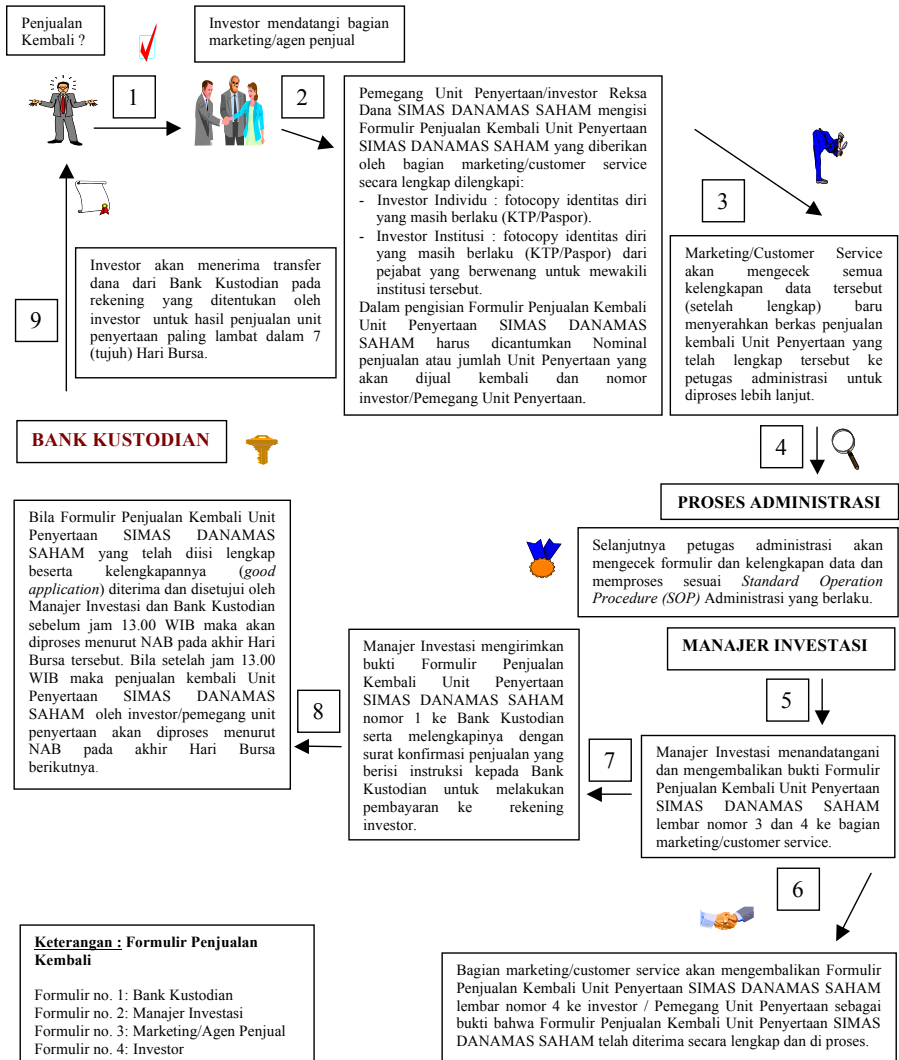 Penjualan
Kembali ?
1
Investor mendatangi bagian
marketing/agen penjual
2
Pemegang Unit Penyertaan/investor Reksa
Dana SIMAS DANAMAS SAHAM mengisi
Formulir Penjualan Kembali Unit Penyertaan
SIMAS DANAMAS SAHAM yang diberikan
oleh bagian marketing/customer service
secara lengkap dilengkapi:
- Investor Individu : fotocopy identitas diri
yang masih berlaku (KTP/Paspor).
- Investor Institusi : fotocopy identitas diri
yang masih berlaku (KTP/Paspor) dari
pejabat yang berwenang untuk mewakili
institusi tersebut.
Dalam pengisian Formulir Penjualan Kembali
Unit Penyertaan SIMAS DANAMAS
SAHAM harus dicantumkan Nominal
penjualan atau jumlah Unit Penyertaan yang
akan dijual kembali dan nomor
investor/Pemegang Unit Penyertaan.
3
Marketing/Customer Service
akan mengecek semua
kelengkapan data tersebut
(setelah lengkap) baru
menyerahkan berkas penjualan
kembali Unit Penyertaan yang
telah lengkap tersebut ke
petugas administrasi untuk
diproses lebih lanjut.
4
PROSES ADMINISTRASI
Selanjutnya petugas administrasi akan
mengecek formulir dan kelengkapan data dan
memproses sesuai Standard Operation
Procedure (SOP) Administrasi yang berlaku.
MANAJER INVESTASI
5
Manajer Investasi menandatangani
dan mengembalikan bukti Formulir
Penjualan Kembali Unit Penyertaan
SIMAS DANAMAS SAHAM
lembar nomor 3 dan 4 ke bagian
marketing/customer service.
6
Bagian marketing/customer service akan mengembalikan Formulir
Penjualan Kembali Unit Penyertaan SIMAS DANAMAS SAHAM
lembar nomor 4 ke investor / Pemegang Unit Penyertaan sebagai
bukti bahwa Formulir Penjualan Kembali Unit Penyertaan SIMAS
DANAMAS SAHAM telah diterima secara lengkap dan di proses.
7
Manajer Investasi mengirimkan
bukti Formulir Penjualan
Kembali Unit Penyertaan
SIMAS DANAMAS SAHAM
nomor 1 ke Bank Kustodian
serta melengkapinya dengan
surat konfirmasi penjualan yang
berisi instruksi kepada Bank
Kustodian untuk melakukan
pembayaran ke rekening
investor.
8
BANK KUSTODIAN
Bila Formulir Penjualan Kembali Unit
Penyertaan SIMAS DANAMAS
SAHAM yang telah diisi lengkap
beserta kelengkapannya (good
application) diterima dan disetujui oleh
Manajer Investasi dan Bank Kustodian
sebelum jam 13.00 WIB maka akan
diproses menurut NAB pada akhir Hari
Bursa tersebut. Bila setelah jam 13.00
WIB maka penjualan kembali Unit
Penyertaan SIMAS DANAMAS
SAHAM oleh investor/pemegang unit
penyertaan akan diproses menurut
NAB pada akhir Hari Bursa
berikutnya.
9
Investor akan menerima transfer
dana dari Bank Kustodian pada
rekening yang ditentukan oleh
investor untuk hasil penjualan unit
penyertaan paling lambat dalam 7
(tujuh) Hari Bursa.
Keterangan : Formulir Penjualan
Kembali
Formulir no. 1: Bank Kustodian
Formulir no. 2: Manajer Investasi
Formulir no. 3: Marketing/Agen Penjual
Formulir no. 4: Investor